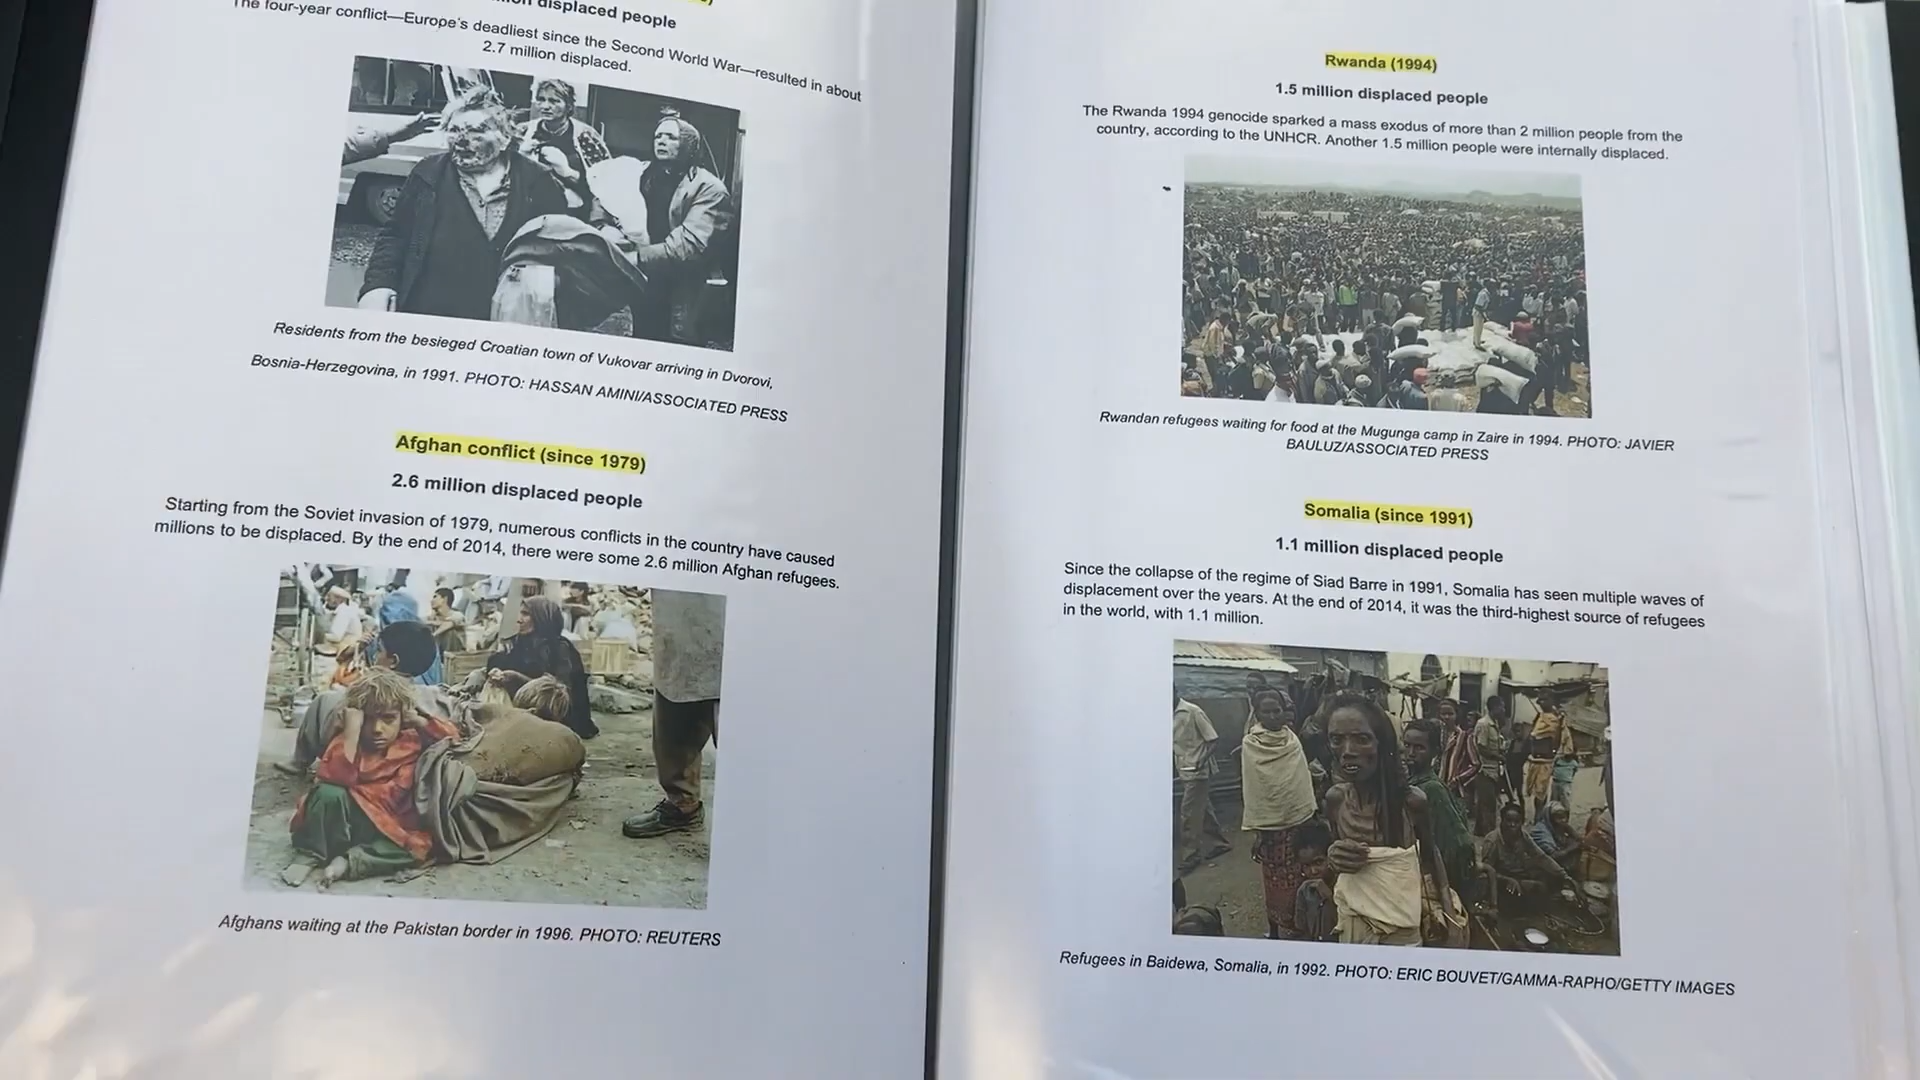 displaced people
The four-year conflict—Europe's deadliest since the Second World War—resulted in about
2.7 million displaced.
Residents from the besieged Croatian town of Vukovar arriving in Dvorovi,
Bosnia-Herzegovina, in 1991. PHOTO: HASSAN AMINI/ASSOCIATED PRESS
Afghan conflict (since 1979)
2.6 million displaced people
Starting from the Soviet invasion of 1979, numerous conflicts in the country have caused
millions to be displaced. By the end of 2014, there were some 2.6 million Afghan refugees.
Afghans waiting at the Pakistan border in 1996. PHOTO: REUTERS
Rwanda (1994)
1.5 million displaced people
The Rwanda 1994 genocide sparked a mass exodus of more than 2 million people from the
country, according to the UNHCR. Another 1.5 million people were internally displaced.
Rwandan refugees waiting for food at the Mugunga camp in Zaire in 1994. PHOTO: JAVIER
BAULUZ/ASSOCIATED PRESS
Somalia (since 1991)
1.1 million displaced people
Since the collapse of the regime of Siad Barre in 1991, Somalia has seen multiple waves of
displacement over the years. At the end of 2014, it was the third-highest source of refugees
in the world, with 1.1 million.
Refugees in Baidewa, Somalia, in 1992. PHOTO: ERIC BOUVET/GAMMA-RAPHO/GETTY IMAGES